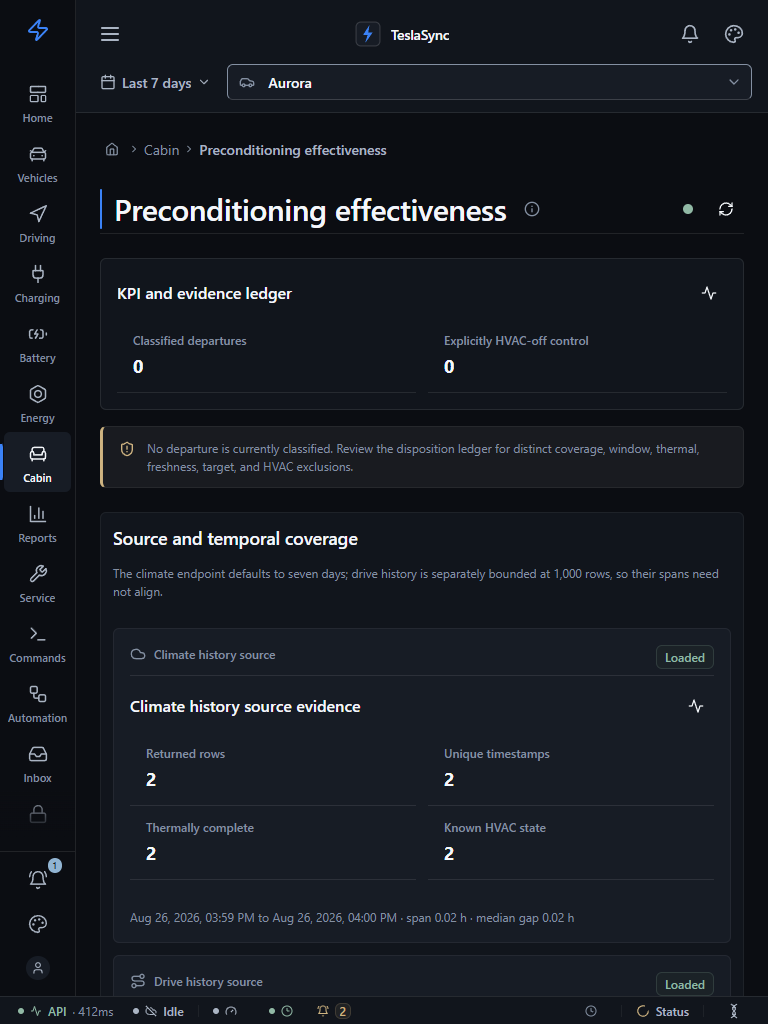 TeslaSync
Last 7 days
Aurora
Home
Vehicles
Driving
Charging
Battery
Energy
Cabin
Reports
Service
Commands
Automation
Inbox
1
Cabin
Preconditioning effectiveness
Preconditioning effectiveness
KPI and evidence ledger
Classified departures
0
Explicitly HVAC-off control
0
No departure is currently classified. Review the disposition ledger for distinct coverage, window, thermal,
freshness, target, and HVAC exclusions.
Source and temporal coverage
The climate endpoint defaults to seven days; drive history is separately bounded at 1,000 rows, so their spans need
not align.
Climate history source
Loaded
Climate history source evidence
Returned rows
2
Unique timestamps
2
Thermally complete
2
Known HVAC state
2
Aug 26, 2026, 03:59 PM to Aug 26, 2026, 04:00 PM · span 0.02 h · median gap 0.02 h
Drive history source
Loaded
API · 412ms
Idle
2
Status